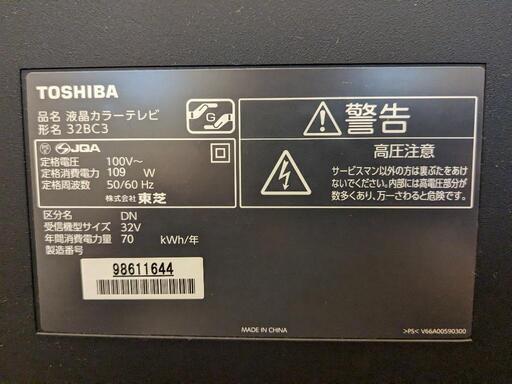 TOSHIBA
品名 液晶カラーテレビ
形名 32BC3
G
JQA
定格電圧 100V~
定格消費電力 109 W
定格周波数 50/60 Hz
株式会社 東芝
区分名 DN
受信機型サイズ 32V
年間消費電力量 70 kWh/年
製造番号
98611644
警告
高圧注意
サービスマン以外の方は裏ぶたをあけ
ないでください。内部には高電圧部分が
数多くあり、万一さわると危険です。
MADE IN CHINA
>PS< V66A00590300